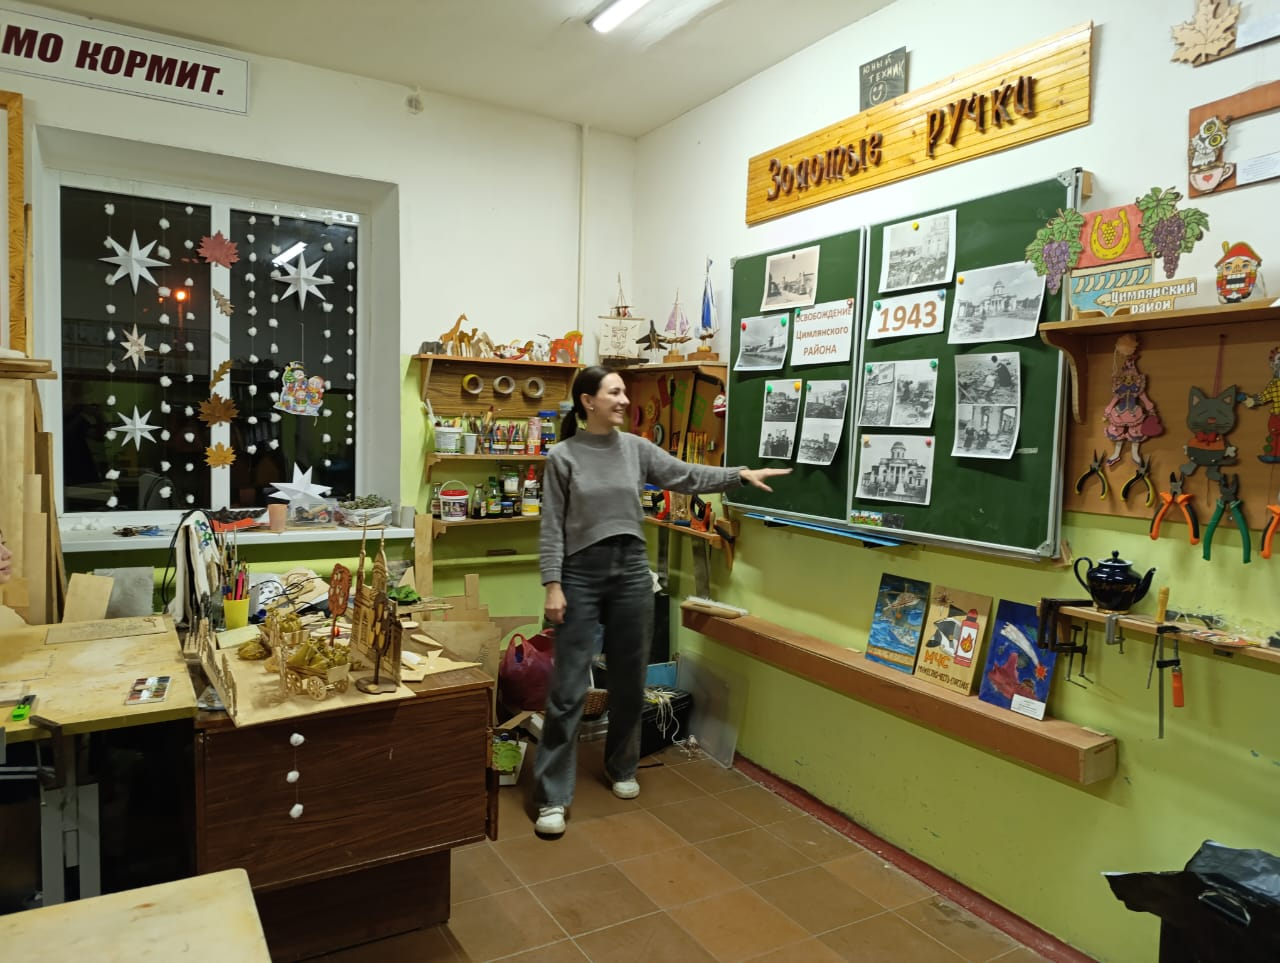 МО КОРМИТ.
ЮНЫЙ
ТЕХНИК
Золотые ручки
ОСВОБОЖДЕНИЕ
Цимлянского
РАЙОНА
1943
Цимлянский
район
МЧС